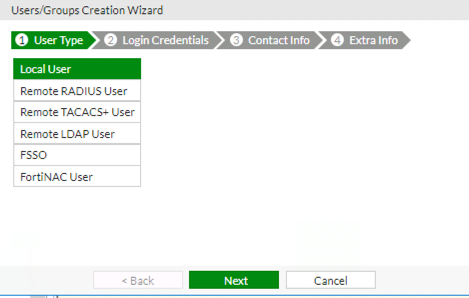 Users/Groups Creation Wizard
1 User Type 2 Login Credentials 3 Contact Info 4 Extra Info
Local User
Remote RADIUS User
Remote TACACS+ User
Remote LDAP User
FSSO
FortiNAC User
< Back Next Cancel